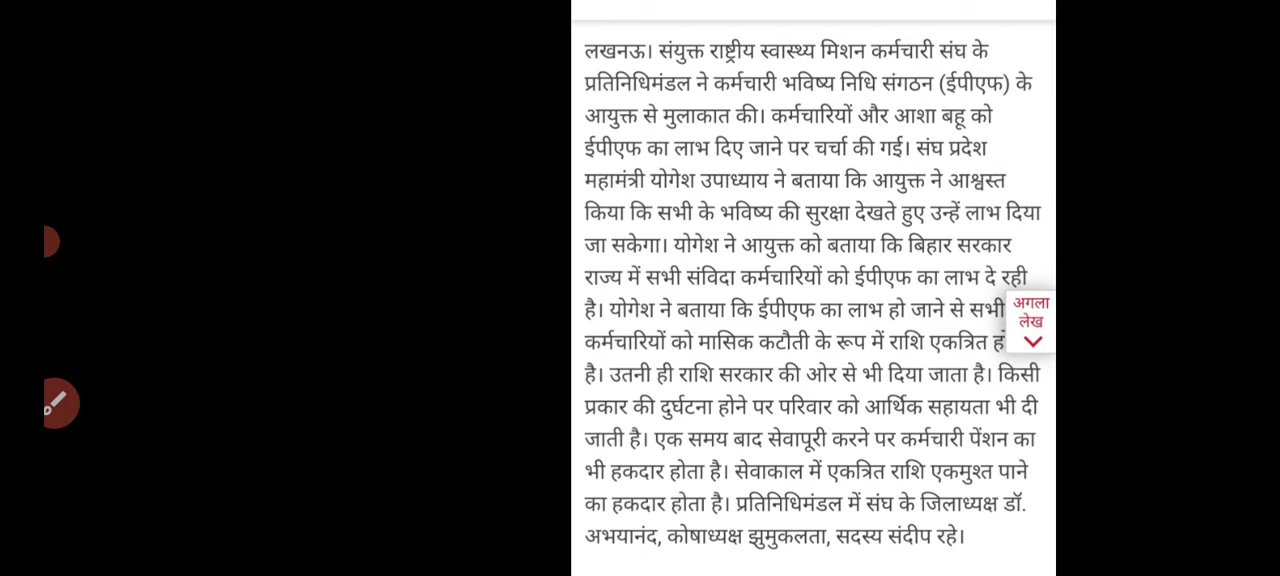 लखनऊ। संयुक्त राष्ट्रीय स्वास्थ्य मिशन कर्मचारी संघ के
प्रतिनिधिमंडल ने कर्मचारी भविष्य निधि संगठन (ईपीएफ) के
आयुक्त से मुलाकात की। कर्मचारियों और आशा बहू को
ईपीएफ का लाभ दिए जाने पर चर्चा की गई। संघ प्रदेश
महामंत्री योगेश उपाध्याय ने बताया कि आयुक्त ने आश्वस्त
किया कि सभी के भविष्य की सुरक्षा देखते हुए उन्हें लाभ दिया
जा सकेगा। योगेश ने आयुक्त को बताया कि बिहार सरकार
राज्य में सभी संविदा कर्मचारियों को ईपीएफ का लाभ दे रही
है। योगेश ने बताया कि ईपीएफ का लाभ हो जाने से सभी
कर्मचारियों को मासिक कटौती के रूप में राशि एकत्रित
है। उतनी ही राशि सरकार की ओर से भी दिया जाता है। किसी
प्रकार की दुर्घटना होने पर परिवार को आर्थिक सहायता भी दी
जाती है। एक समय बाद सेवापूरी करने पर कर्मचारी पेंशन का
भी हकदार होता है। सेवाकाल में एकत्रित राशि एकमुश्त पाने
का हकदार होता है। प्रतिनिधिमंडल में संघ के जिलाध्यक्ष डॉ.
अभयानंद, कोषाध्यक्ष झुमुकलता, सदस्य संदीप रहे।
अगला
लेख